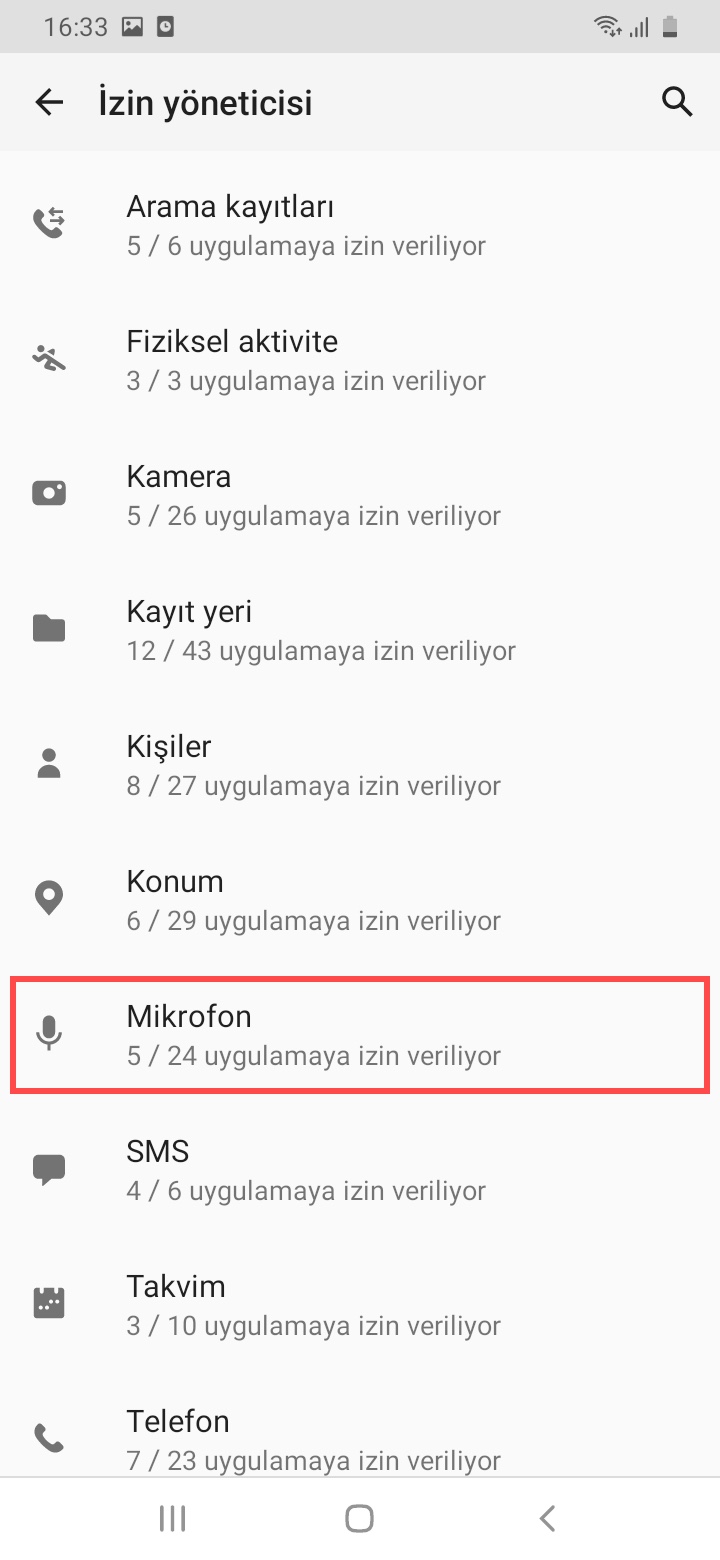 16:33
İzin yöneticisi
Arama kayıtları
5 / 6 uygulamaya izin veriliyor
Fiziksel aktivite
3 / 3 uygulamaya izin veriliyor
Kamera
5 / 26 uygulamaya izin veriliyor
Kayıt yeri
12 / 43 uygulamaya izin veriliyor
Kişiler
8 / 27 uygulamaya izin veriliyor
Konum
6 / 29 uygulamaya izin veriliyor
Mikrofon
5 / 24 uygulamaya izin veriliyor
SMS
4 / 6 uygulamaya izin veriliyor
Takvim
3 / 10 uygulamaya izin veriliyor
Telefon
7 / 23 uygulamaya izin veriliyor